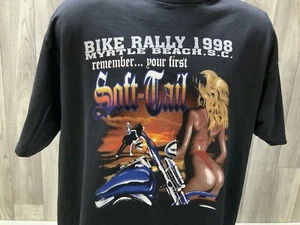 BIKE RALLY 1998
MYRTLE BEACH, S.C.
remember... your first
Soft-Tail